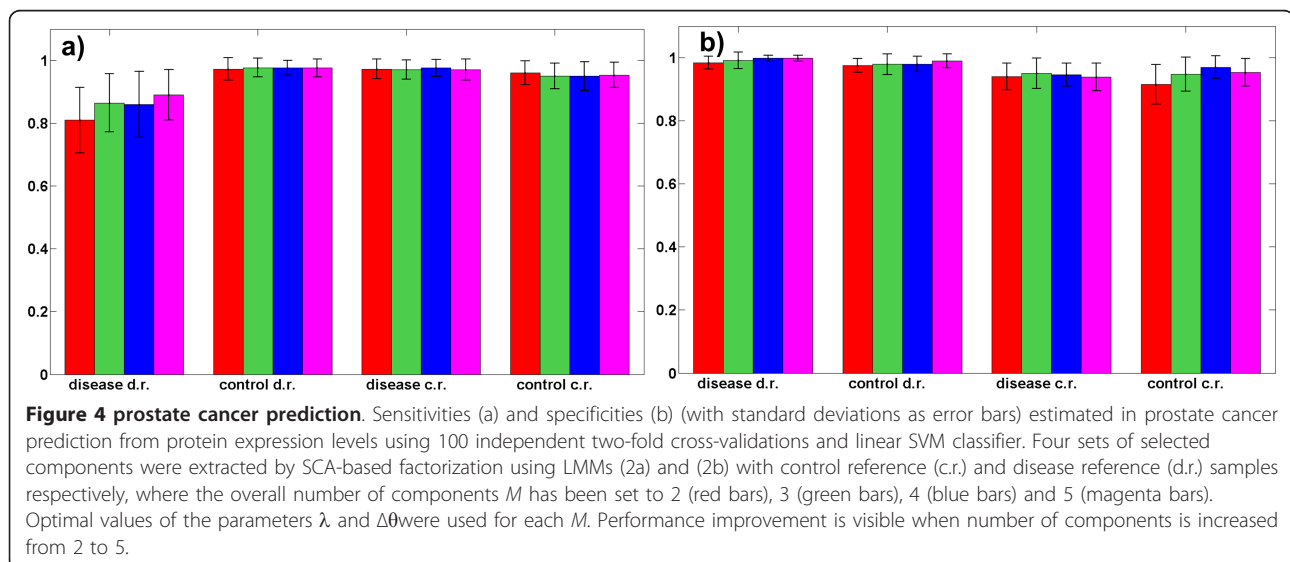 a)
1
0.8
0.6
0.4
0.2
0
disease d.r. control d.r. disease c.r. control c.r.
b)
1
0.8
0.6
0.4
0.2
0
disease d.r. control d.r. disease c.r. control c.r.
Figure 4 prostate cancer prediction. Sensitivities (a) and specificities (b) (with standard deviations as error bars) estimated in prostate cancer
prediction from protein expression levels using 100 independent two-fold cross-validations and linear SVM classifier. Four sets of selected
components were extracted by SCA-based factorization using LMMs (2a) and (2b) with control reference (c.r.) and disease reference (d.r.) samples
respectively, where the overall number of components M has been set to 2 (red bars), 3 (green bars), 4 (blue bars) and 5 (magenta bars).
Optimal values of the parameters λ and Δθwere used for each M. Performance improvement is visible when number of components is increased
from 2 to 5.